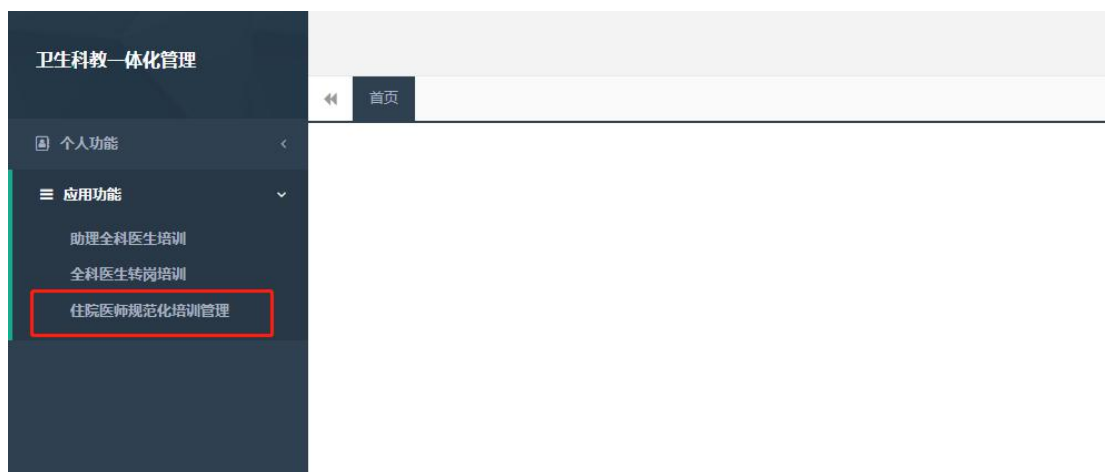 卫生科教一体化管理
首页
个人功能
应用功能
助理全科医生培训
全科医生转岗培训
住院医师规范化培训管理